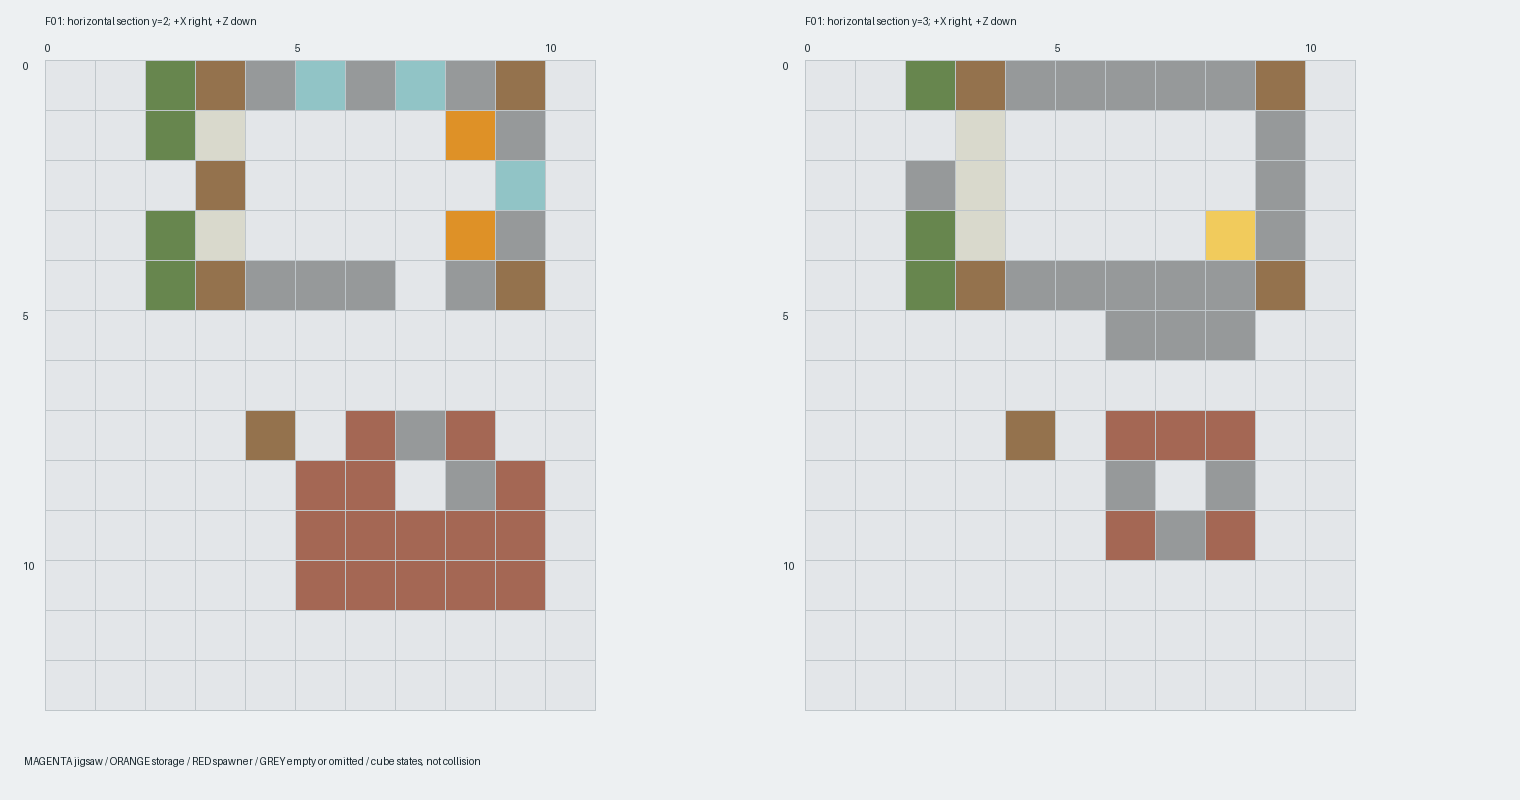 F01: horizontal section y=2; +X right, +Z down
F01: horizontal section y=3; +X right, +Z down
0 5 10
0 5 10
0
0
5
5
10
10
MAGENTA jigsaw / ORANGE storage / RED spawner / GREY empty or omitted / cube states, not collision